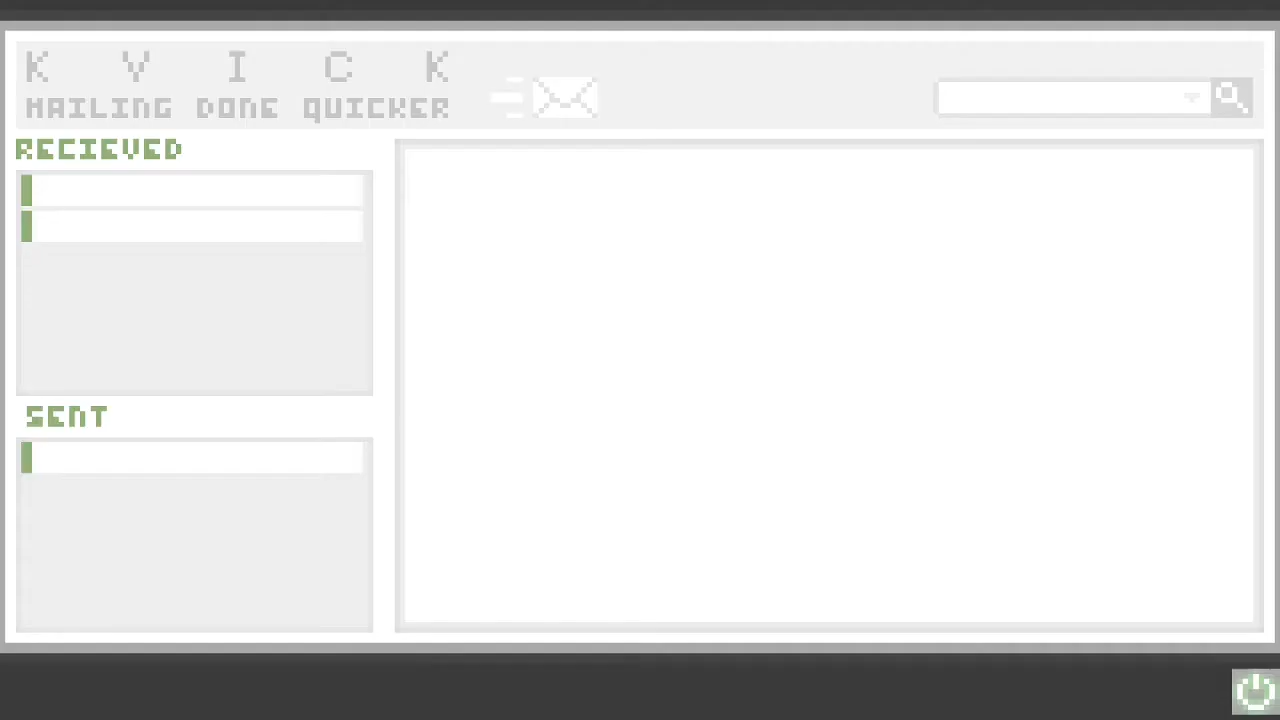 K V I C K
MAILING DONE QUICKER
RECIEVED
SENT